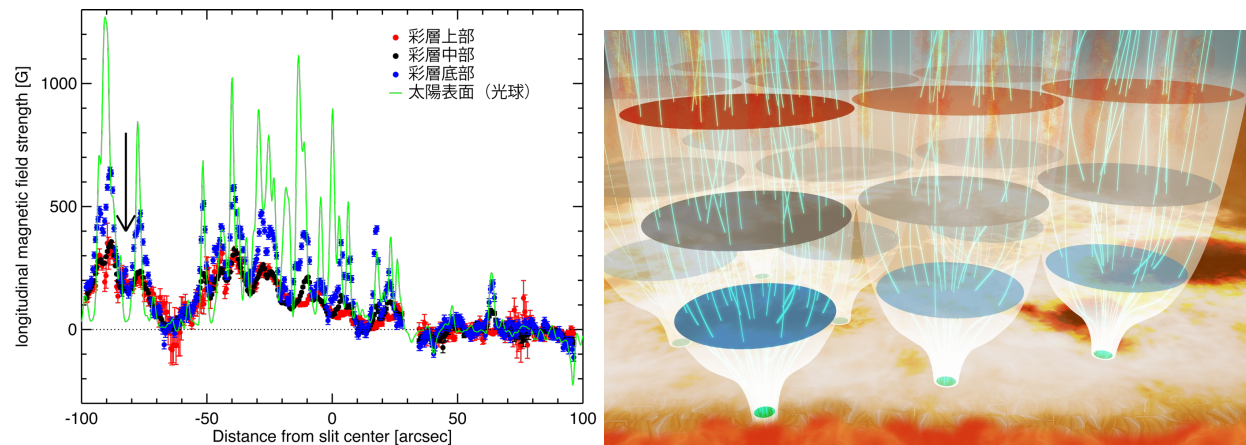 longitudinal magnetic field strength [G]
1000
500
0
彩層上部
彩層中部
彩層底部
太陽表面（光球）
-100
-50
0
50
100
Distance from slit center [arcsec]